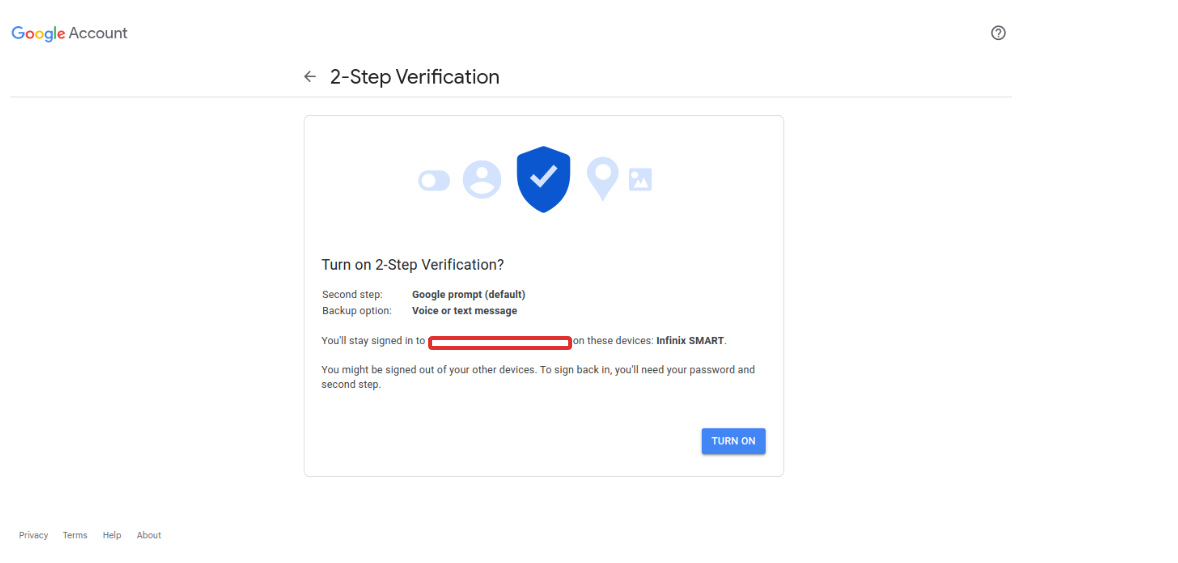 Google Account
2-Step Verification
Turn on 2-Step Verification?
Second step: Google prompt (default)
Backup option: Voice or text message
You'll stay signed in to on these devices: Infinix SMART.
You might be signed out of your other devices. To sign back in, you'll need your password and
second step.
TURN ON
Privacy Terms Help About